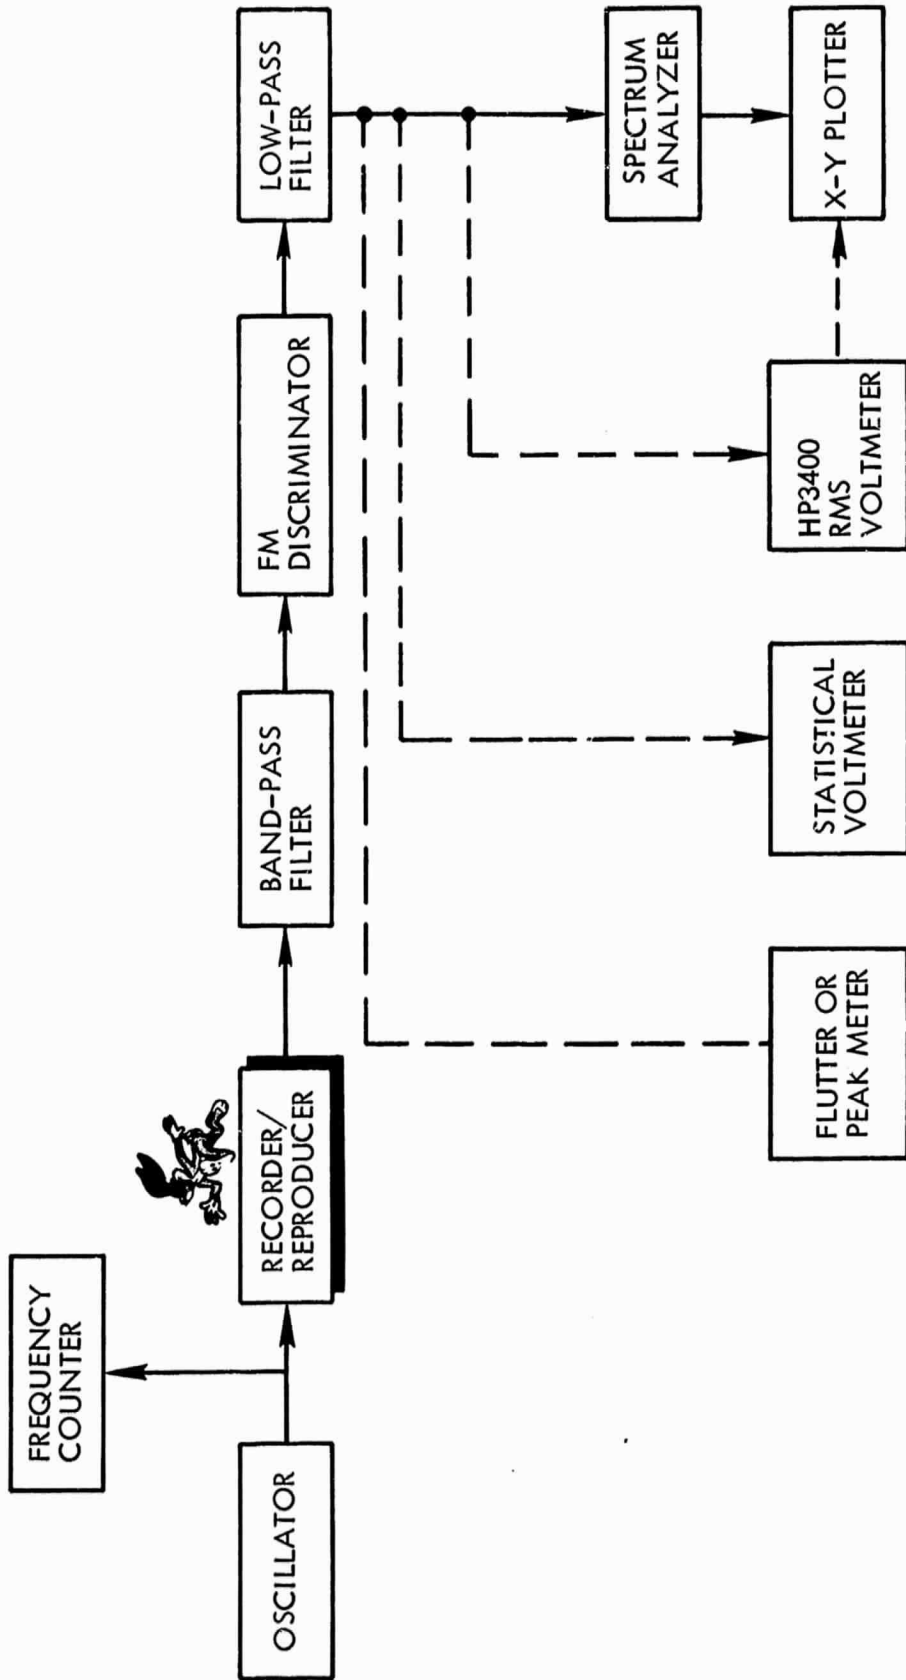 FREQUENCY
COUNTER
OSCILLATOR
RECORDER/
REPRODUCER
BAND-PASS
FILTER
FM
DISCRIMINATOR
LOW-PASS
FILTER
FLUTTER OR
PEAK METER
STATISTICAL
VOLTMETER
HP3400
RMS
VOLTMETER
SPECTRUM
ANALYZER
X-Y PLOTTER